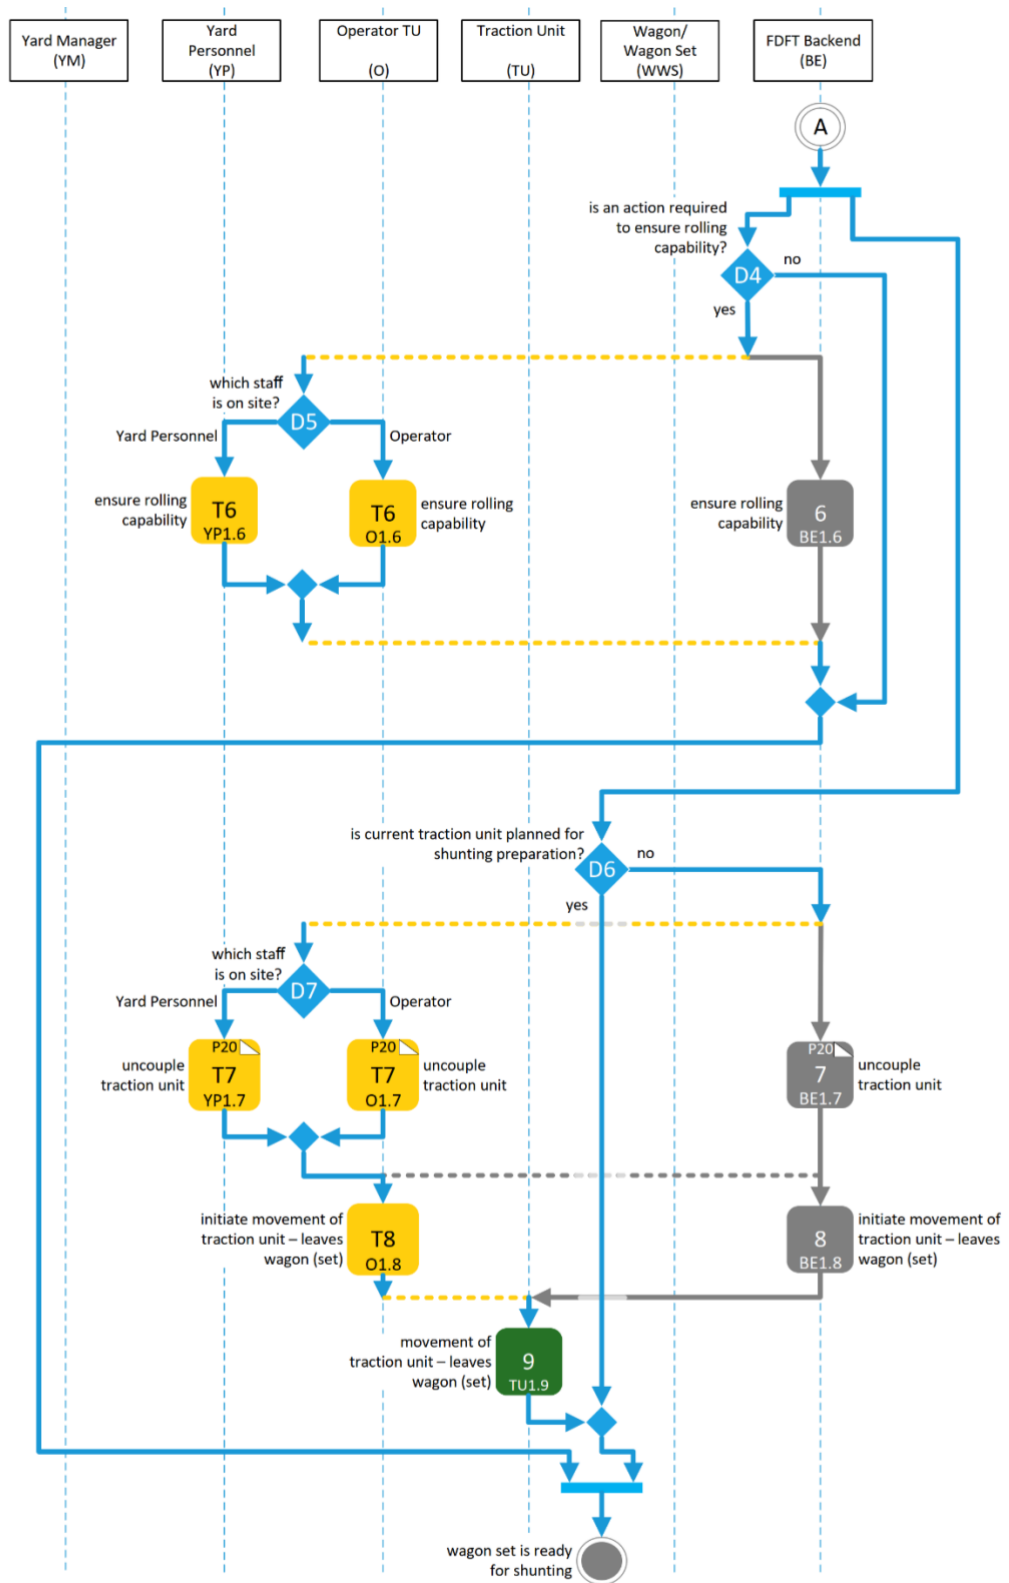 Yard Manager
(YM)
Yard
Personnel
(YP)
Operator TU
(O)
Traction Unit
(TU)
Wagon/
Wagon Set
(WWS)
FDFT Backend
(BE)
A
is an action required
to ensure rolling
capability?
D4
no
yes
which staff
is on site?
D5
Yard Personnel
Operator
ensure rolling
capability
T6
YP1.6
T6
O1.6
ensure rolling
capability
ensure rolling
capability
6
BE1.6
is current traction unit planned for
shunting preparation?
D6
no
yes
which staff
is on site?
D7
Yard Personnel
Operator
uncouple
traction unit
P20
T7
YP1.7
P20
T7
O1.7
uncouple
traction unit
P20
7
BE1.7
uncouple
traction unit
initiate movement of
traction unit – leaves
wagon (set)
T8
O1.8
8
BE1.8
initiate movement of
traction unit – leaves
wagon (set)
movement of
traction unit – leaves
wagon (set)
9
TU1.9
wagon set is ready
for shunting